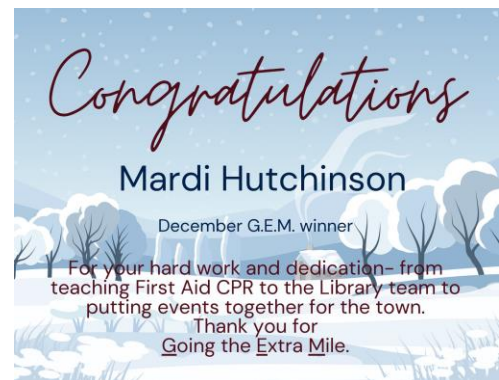 Congratulations
Mardi Hutchinson
December G.E.M. winner
For your hard work and dedication- from
teaching First Aid CPR to the Library team to
putting events together for the town.
Thank you for
Going the Extra Mile.